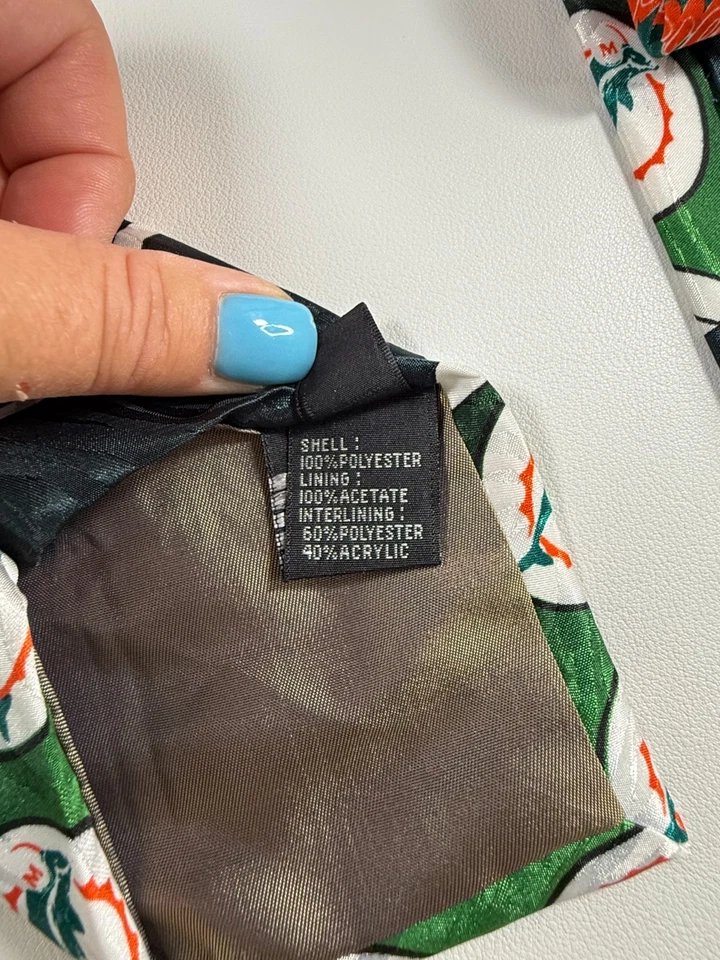 SHELL:
100%POLYESTER
LINING:
100%ACETATE
INTERLINING:
60%POLYESTER
40%ACRYLIC
M
M